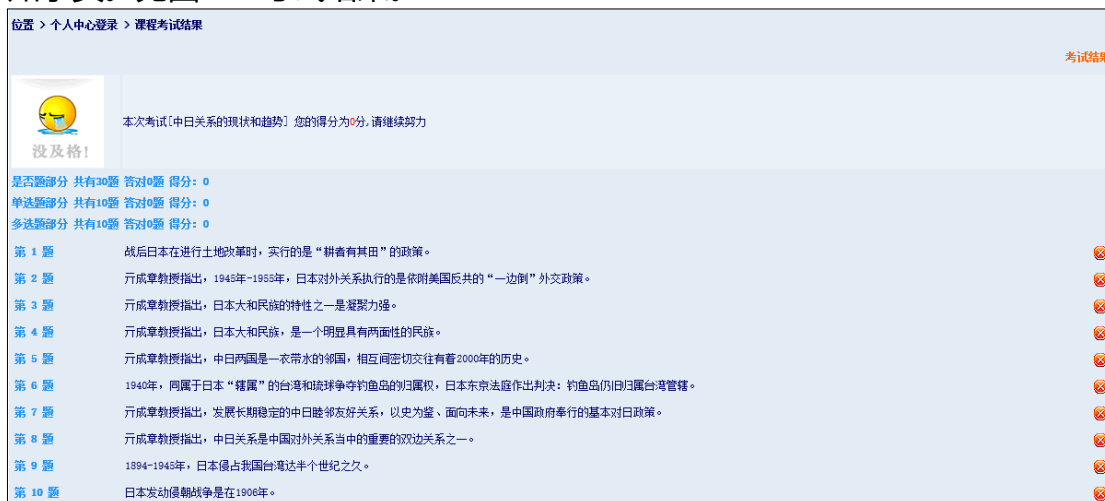 位置 > 个人中心登录 > 课程考试结果
考试结果
没及格!
本次考试[中日关系的现状和趋势] 您的得分为0分,请继续努力
是否题部分 共有30题 答对0题 得分: 0
单选题部分 共有10题 答对0题 得分: 0
多选题部分 共有10题 答对0题 得分: 0
第 1 题 战后日本在进行土地改革时，实行的是“耕者有其田”的政策。
第 2 题 亓成章教授指出，1945年-1955年，日本对外关系执行的是依附美国反共的“一边倒”外交政策。
第 3 题 亓成章教授指出，日本大和民族的特性之一是凝聚力强。
第 4 题 亓成章教授指出，日本大和民族，是一个明显具有两面性的民族。
第 5 题 亓成章教授指出，中日两国是一衣带水的邻国，相互间密切交往有着2000年的历史。
第 6 题 1940年，同属于日本“辖属”的台湾和琉球争夺钓鱼岛的归属权，日本东京法庭作出判决：钓鱼岛仍旧归属台湾管辖。
第 7 题 亓成章教授指出，发展长期稳定的中日睦邻友好关系，以史为鉴、面向未来，是中国政府奉行的基本对日政策。
第 8 题 亓成章教授指出，中日关系是中国对外关系当中的重要的双边关系之一。
第 9 题 1894-1945年，日本侵占我国台湾达半个世纪之久。
第 10 题 日本发动侵朝战争是在1906年。